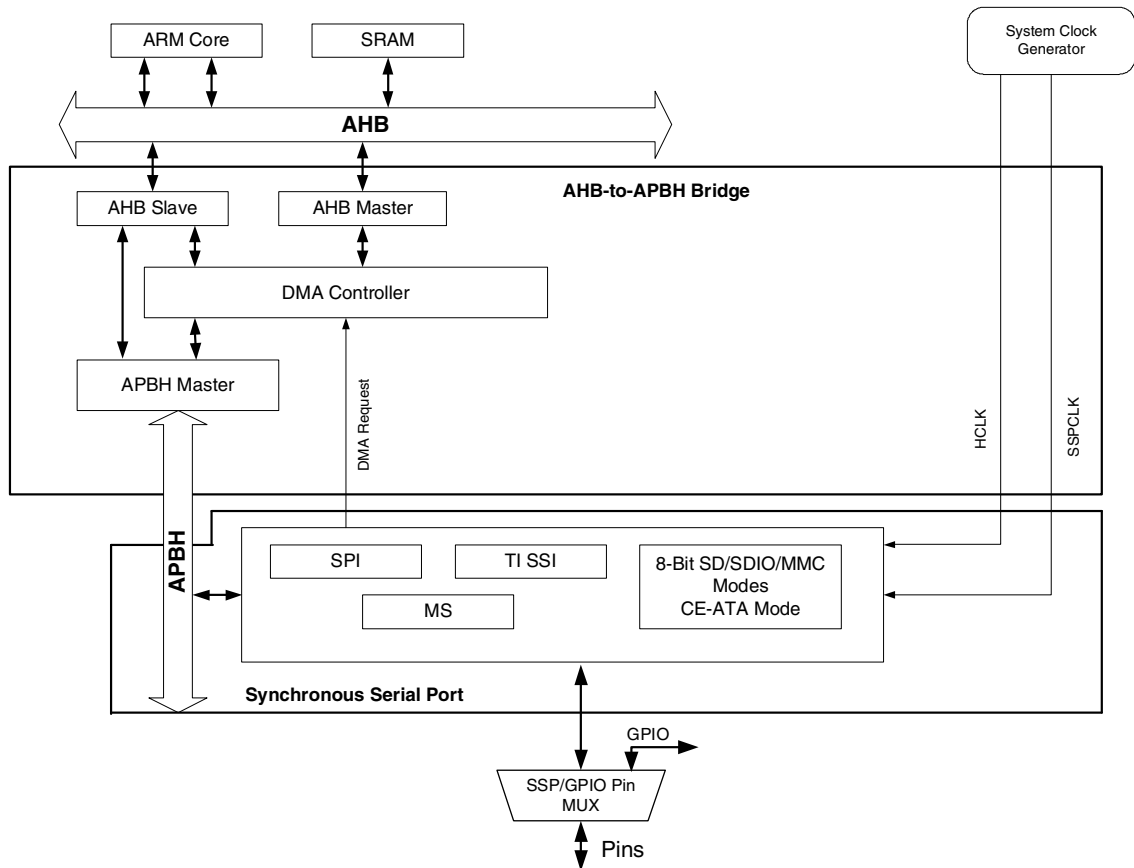 ARM Core
SRAM
System Clock
Generator
AHB
AHB-to-APBH Bridge
AHB Slave
AHB Master
DMA Controller
APBH Master
DMA Request
HCLK
SSPCLK
APBH
SPI
TI SSI
8-Bit SD/SDIO/MMC
Modes
CE-ATA Mode
MS
Synchronous Serial Port
GPIO
SSP/GPIO Pin
MUX
Pins